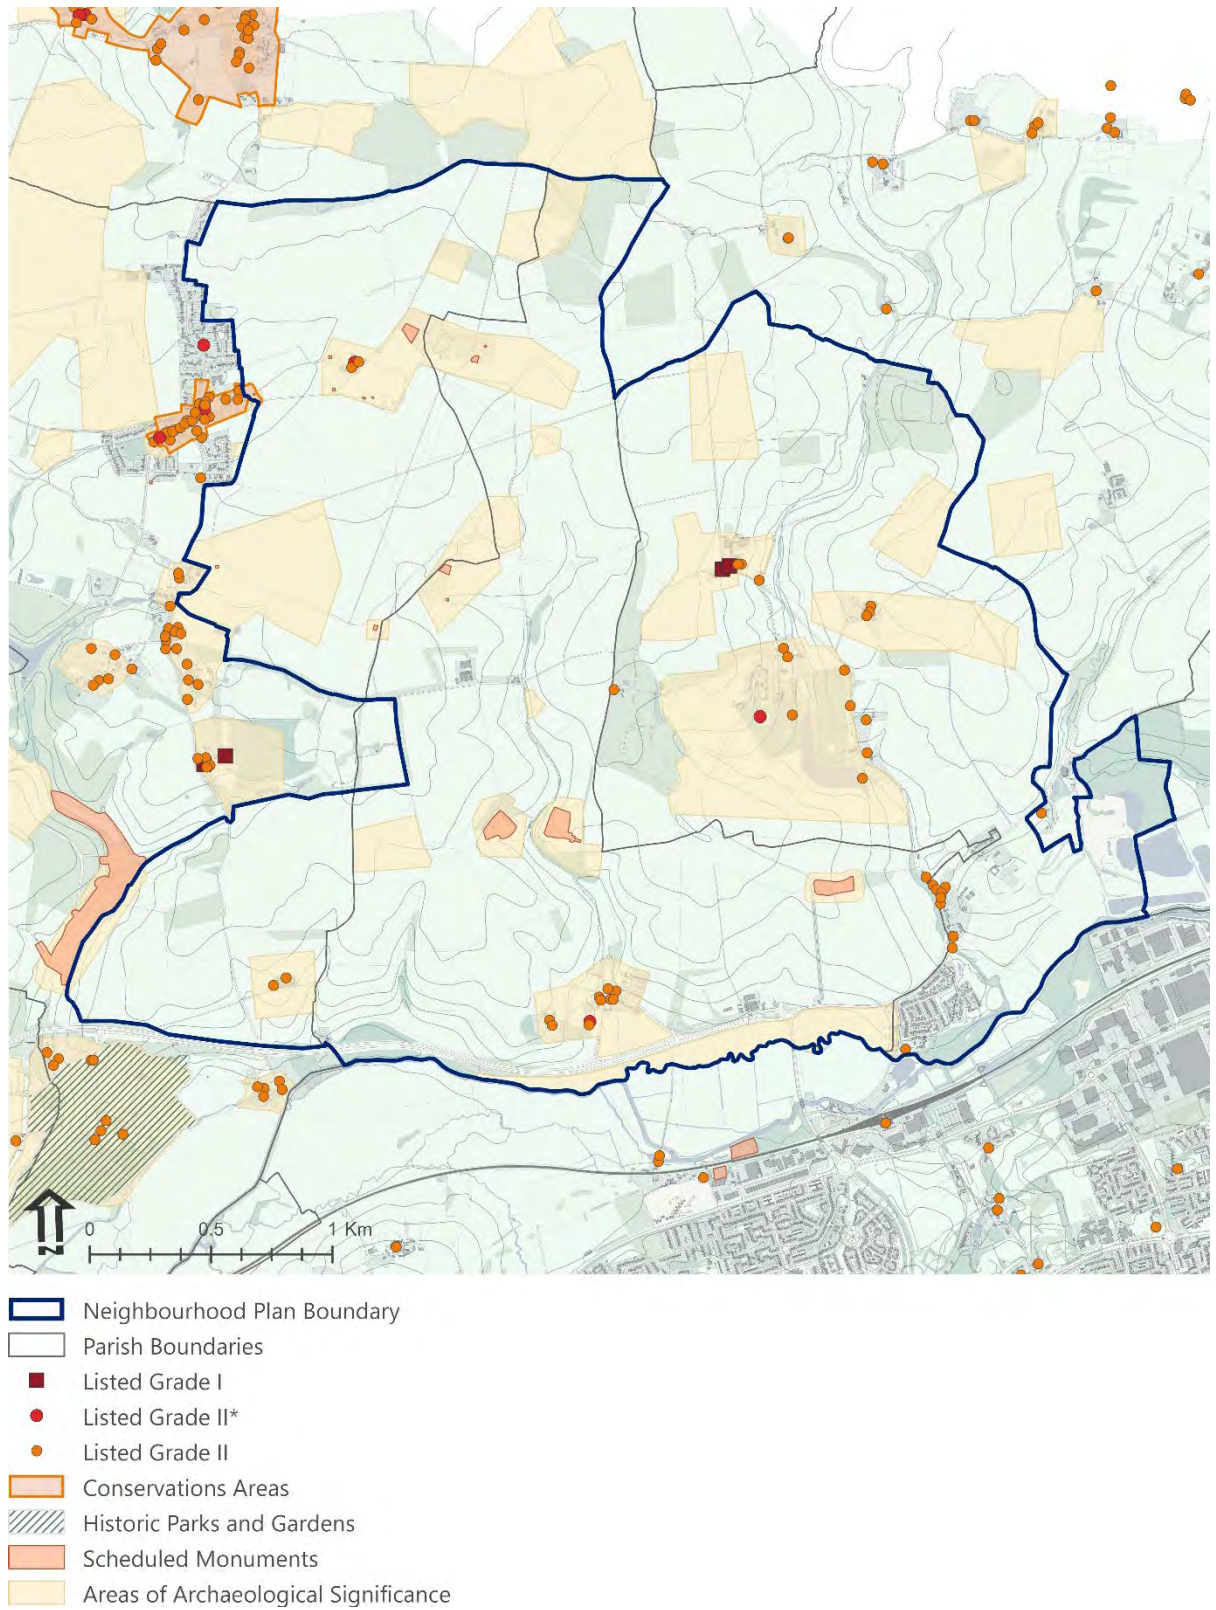 N
0 0.5 1 Km
Neighbourhood Plan Boundary
Parish Boundaries
Listed Grade I
Listed Grade II*
Listed Grade II
Conservations Areas
Historic Parks and Gardens
Scheduled Monuments
Areas of Archaeological Significance